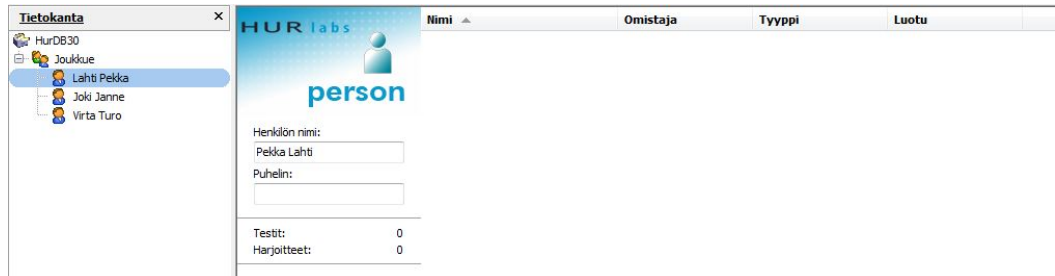 Tietokanta x
HurDB30
Joukkue
Lahti Pekka
Joki Janne
Virta Turo
HUR labs
person
Henkilön nimi:
Pekka Lahti
Puhelin:
Testit: 0
Harjoitteet: 0
Nimi Omistaja Tyyppi Luotu